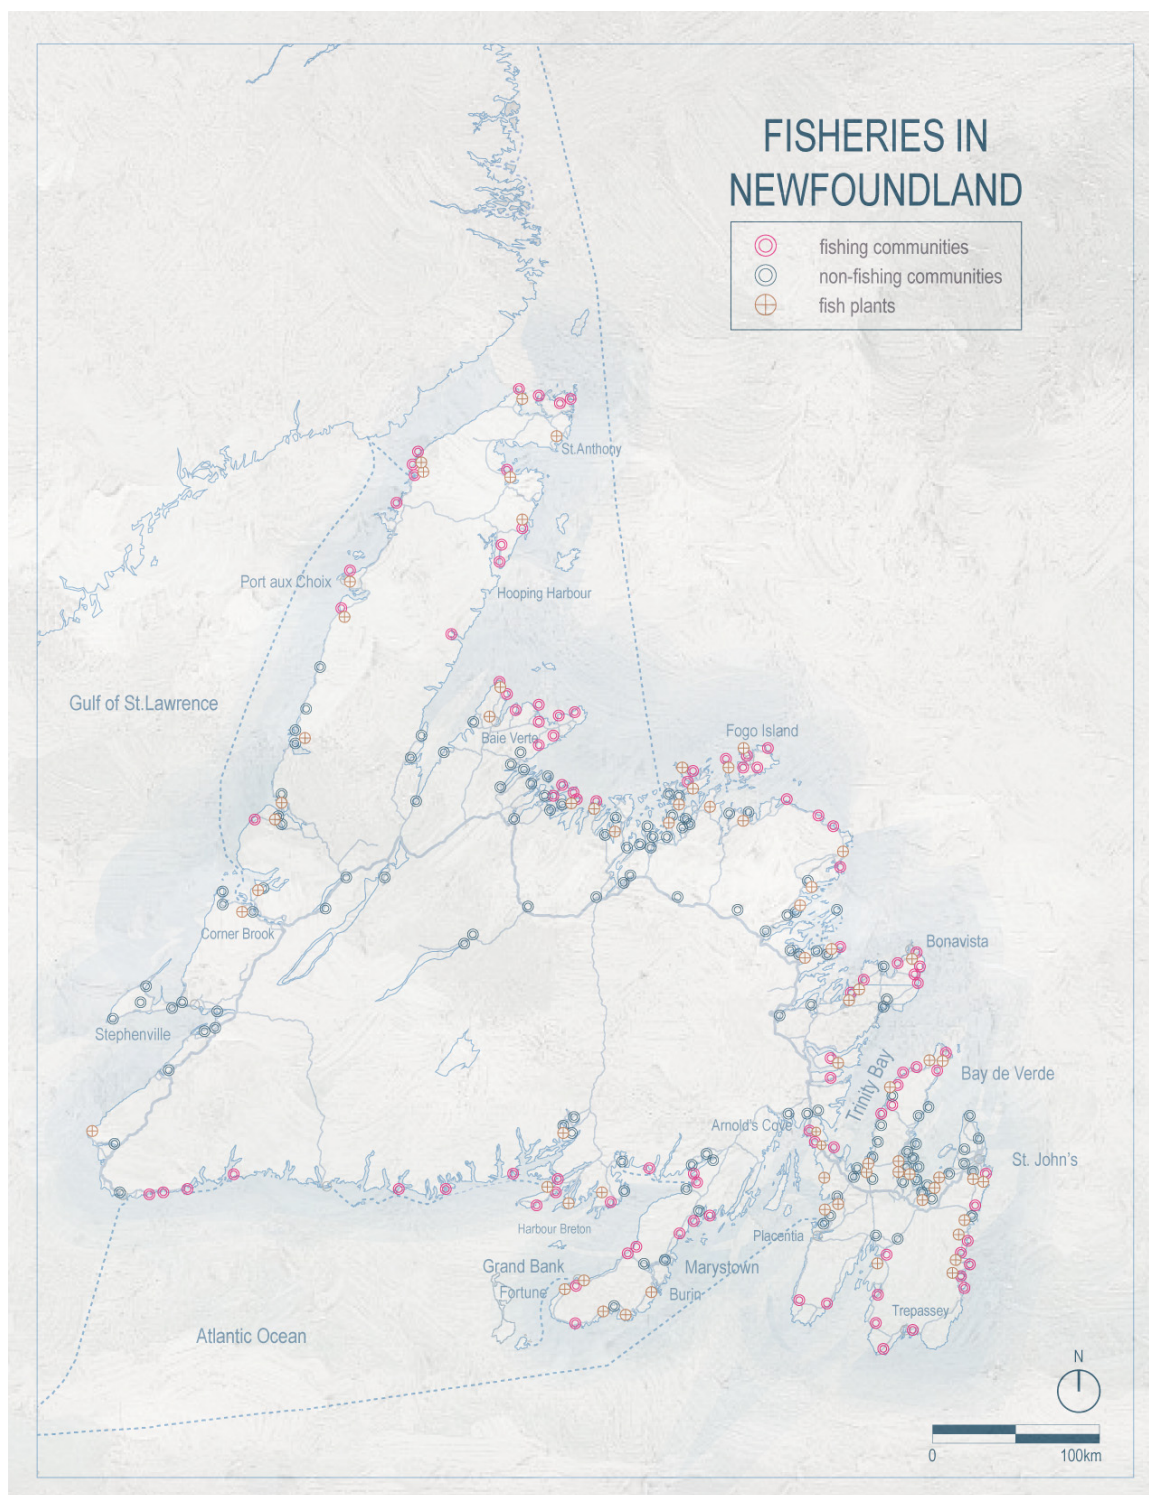 FISHERIES IN
NEWFOUNDLAND
fishing communities
non-fishing communities
fish plants
St.Anthony
Port aux Choix
Hooping Harbour
Gulf of St.Lawrence
Fogo Island
Baie Verte
Corner Brook
Bonavista
Stephenville
Trinity Bay
Bay de Verde
Arnold's Cove
St. John's
Harbour Breton
Placentia
Grand Bank
Marystown
Fortune
Burin
Trepassey
Atlantic Ocean
N
0
100km